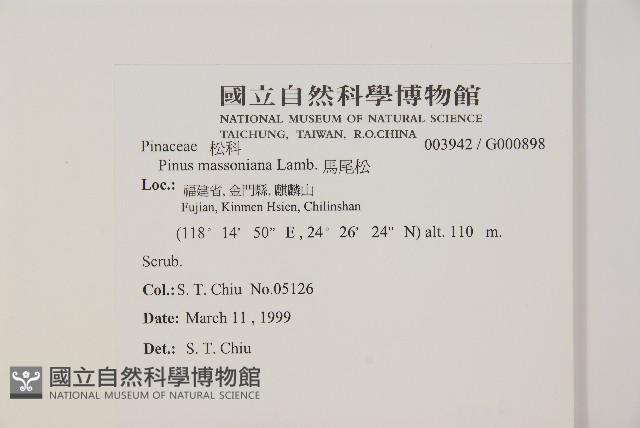 國立自然科學博物館
NATIONAL MUSEUM OF NATURAL SCIENCE
TAICHUNG, TAIWAN, R.O.CHINA
Pinaceae 松科 003942 / G000898
Pinus massoniana Lamb. 馬尾松
Loc.: 福建省, 金門縣, 麒麟山
Fujian, Kinmen Hsien, Chilinshan
(118° 14' 50" E , 24° 26' 24" N) alt. 110 m.
Scrub.
Col.: S. T. Chiu No.05126
Date: March 11 , 1999
Det.: S. T. Chiu
國立自然科學博物館
NATIONAL MUSEUM OF NATURAL SCIENCE